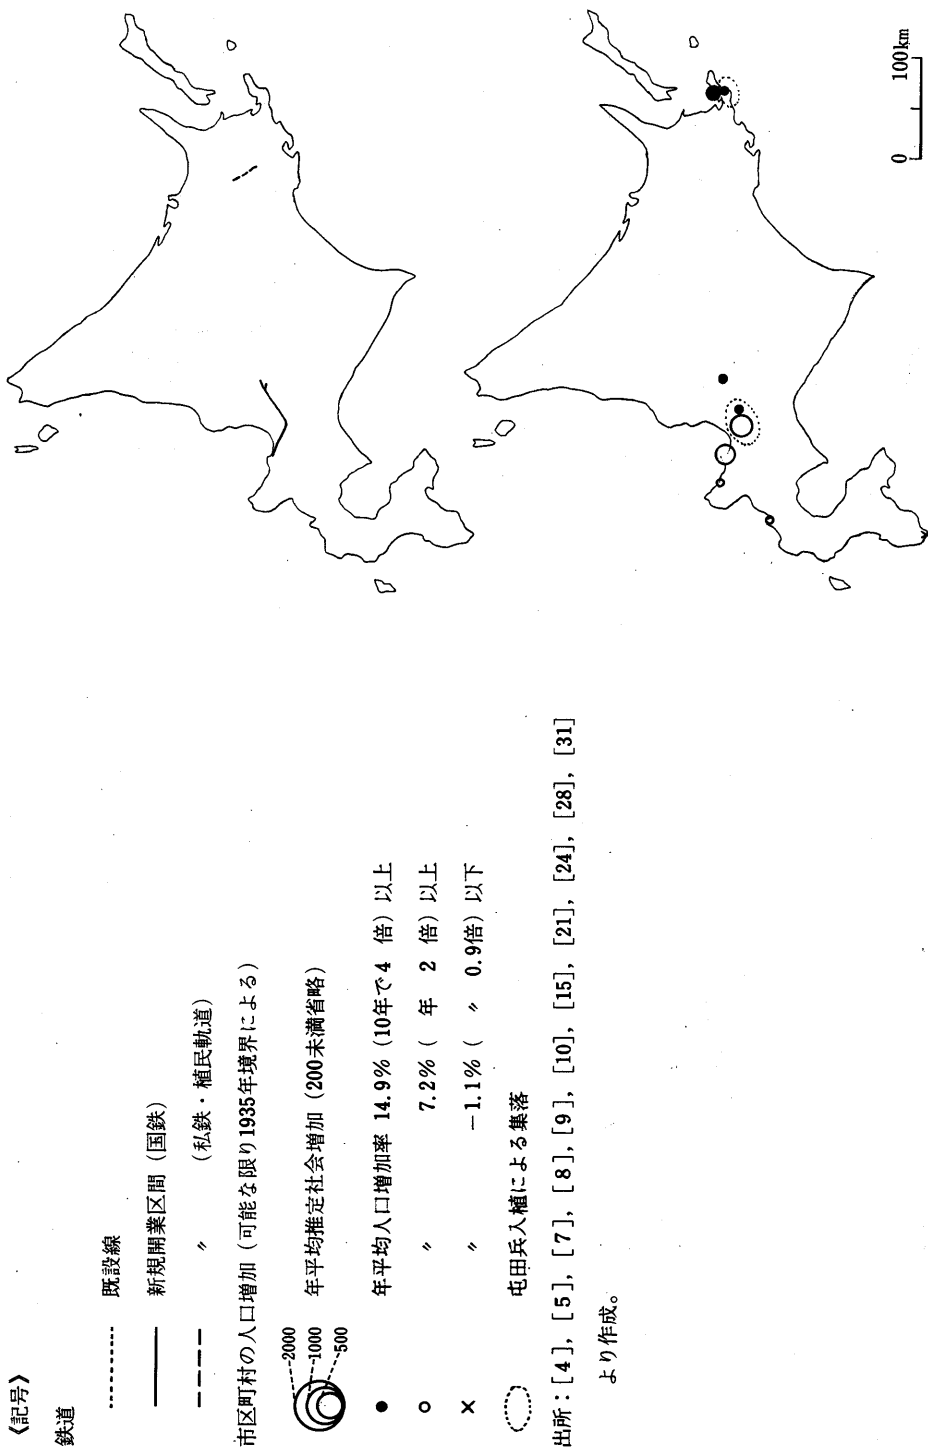 《記号》
鉄道
既設線
新規開業区間（国鉄）
〃 （私鉄・植民軌道）
市区町村の人口増加（可能な限り1935年境界による）
2000
1000
500
年平均推定社会増加（200未満省略）
年平均人口増加率 14.9%（10年で4 倍）以上
〃 7.2%（ 年 2 倍）以上
〃 −1.1%（ 〃 0.9倍）以下
屯田兵入植による集落
出所：[4], [5], [7], [8], [9], [10], [15], [21], [24], [28], [31]
より作成。
0 100km